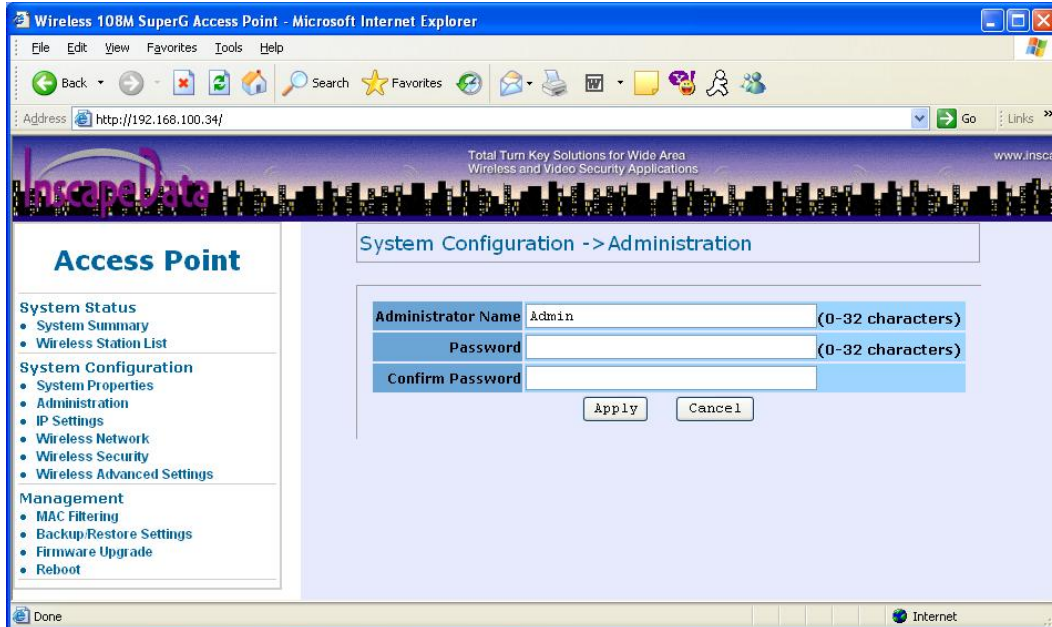 Wireless 108M SuperG Access Point - Microsoft Internet Explorer
File Edit View Favorites Tools Help
Back Search Favorites
Address http://192.168.100.34/ Go Links »
InscapeData
Total Turn Key Solutions for Wide Area
Wireless and Video Security Applications
www.insca
Access Point
System Status
• System Summary
• Wireless Station List
System Configuration
• System Properties
• Administration
• IP Settings
• Wireless Network
• Wireless Security
• Wireless Advanced Settings
Management
• MAC Filtering
• Backup/Restore Settings
• Firmware Upgrade
• Reboot
System Configuration ->Administration
Administrator Name Admin (0-32 characters)
Password (0-32 characters)
Confirm Password
Apply Cancel
Done Internet